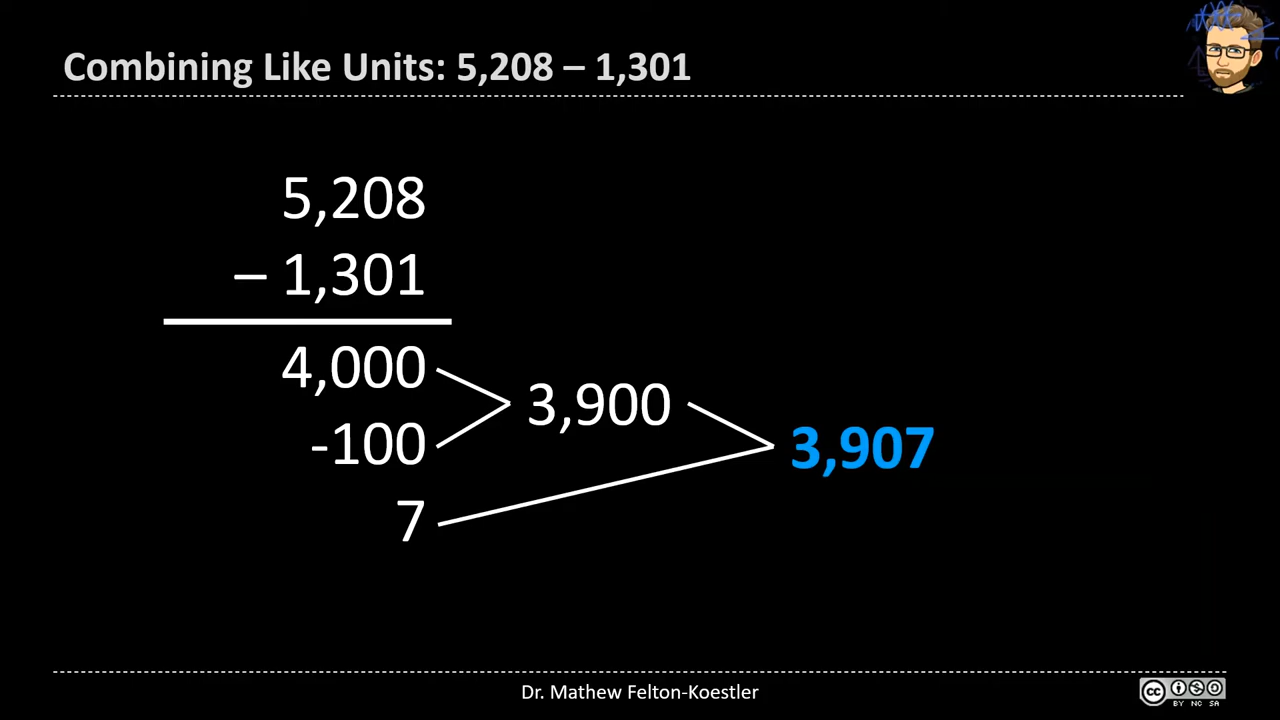 Combining Like Units: 5,208 – 1,301
5,208
– 1,301
4,000
-100
7
3,900
3,907
Dr. Mathew Felton-Koestler
cc
BY NC SA